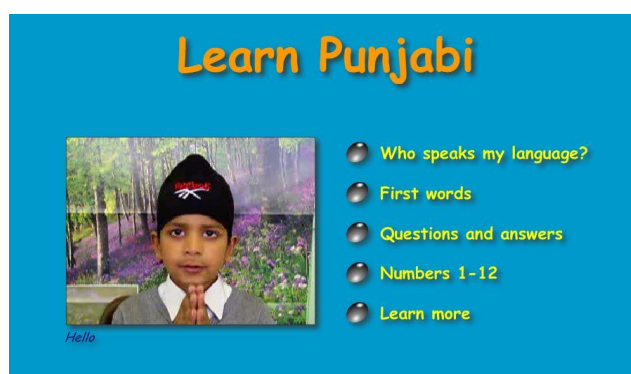 Learn Punjabi
Who speaks my language?
First words
Questions and answers
Numbers 1-12
Learn more
Hello